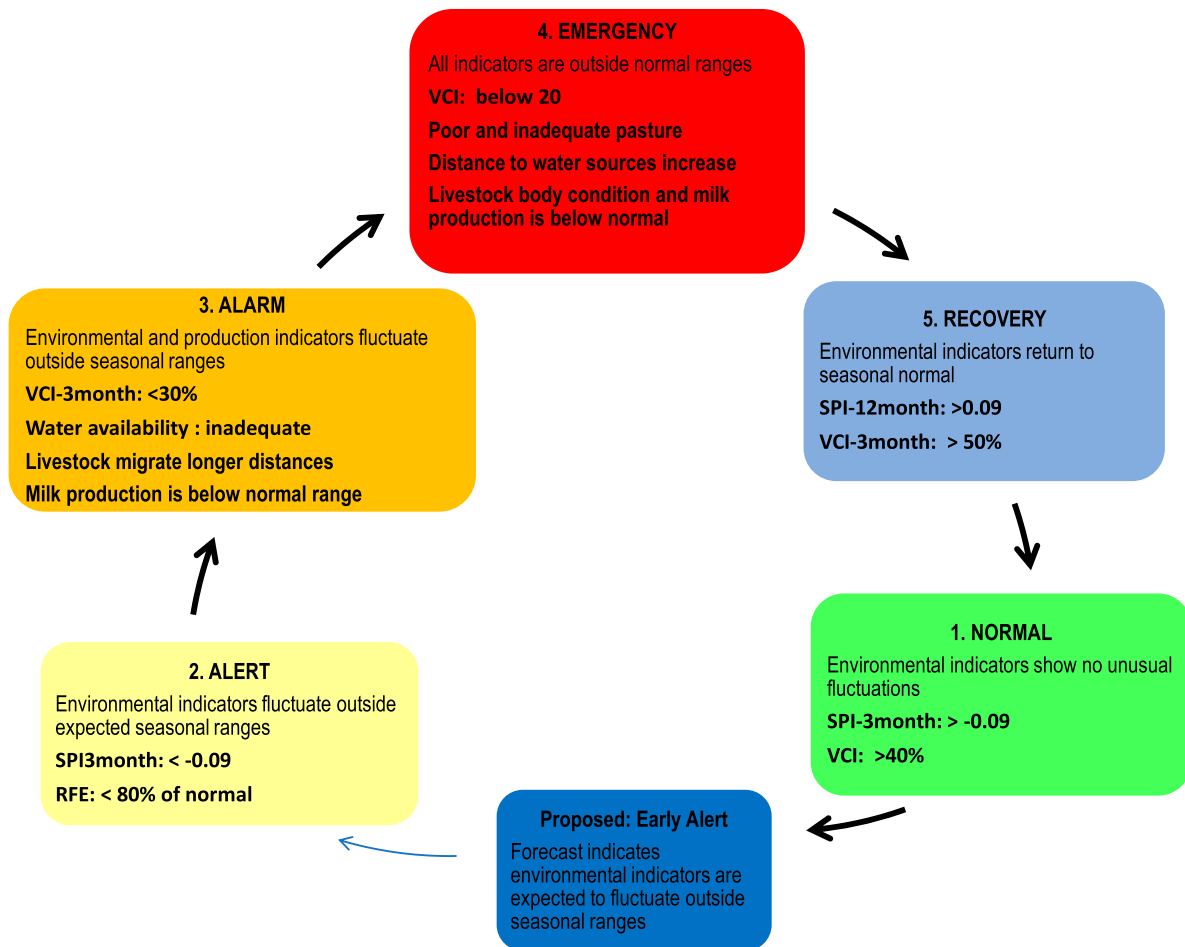 4. EMERGENCY
All indicators are outside normal ranges
VCI:  below 20
Poor and inadequate pasture
Distance to water sources increase
Livestock body condition and milk
production is below normal
3. ALARM
Environmental and production indicators fluctuate
outside seasonal ranges
VCI-3month: <30%
Water availability : inadequate
Livestock migrate longer distances
Milk production is below normal range
5. RECOVERY
Environmental indicators return to
seasonal normal
SPI-12month: >0.09
VCI-3month:  > 50%
2. ALERT
Environmental indicators fluctuate outside
expected seasonal ranges
SPI3month: < -0.09
RFE: < 80% of normal
1. NORMAL
Environmental indicators show no unusual
fluctuations
SPI-3month: > -0.09
VCI:  >40%
Proposed: Early Alert
Forecast indicates
environmental indicators are
expected to fluctuate outside
seasonal ranges